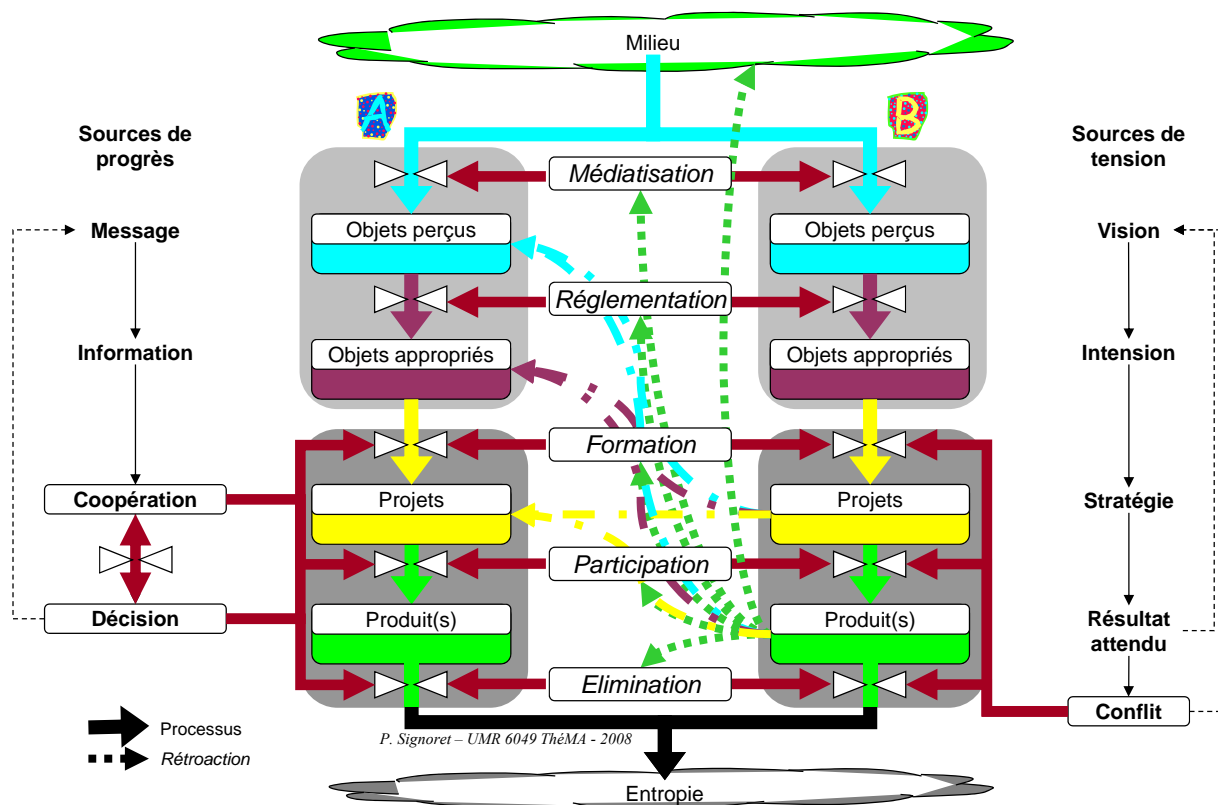 Milieu
A
B
Sources de
progrès
Sources de
tension
Médiatisation
Message
Objets perçus
Objets perçus
Vision
Réglementation
Information
Objets appropriés
Objets appropriés
Intension
Formation
Coopération
Projets
Projets
Stratégie
Participation
Décision
Produit(s)
Produit(s)
Résultat
attendu
Elimination
Conflit
Processus
Rétroaction
P. Signoret – UMR 6049 ThéMA - 2008
Entropie